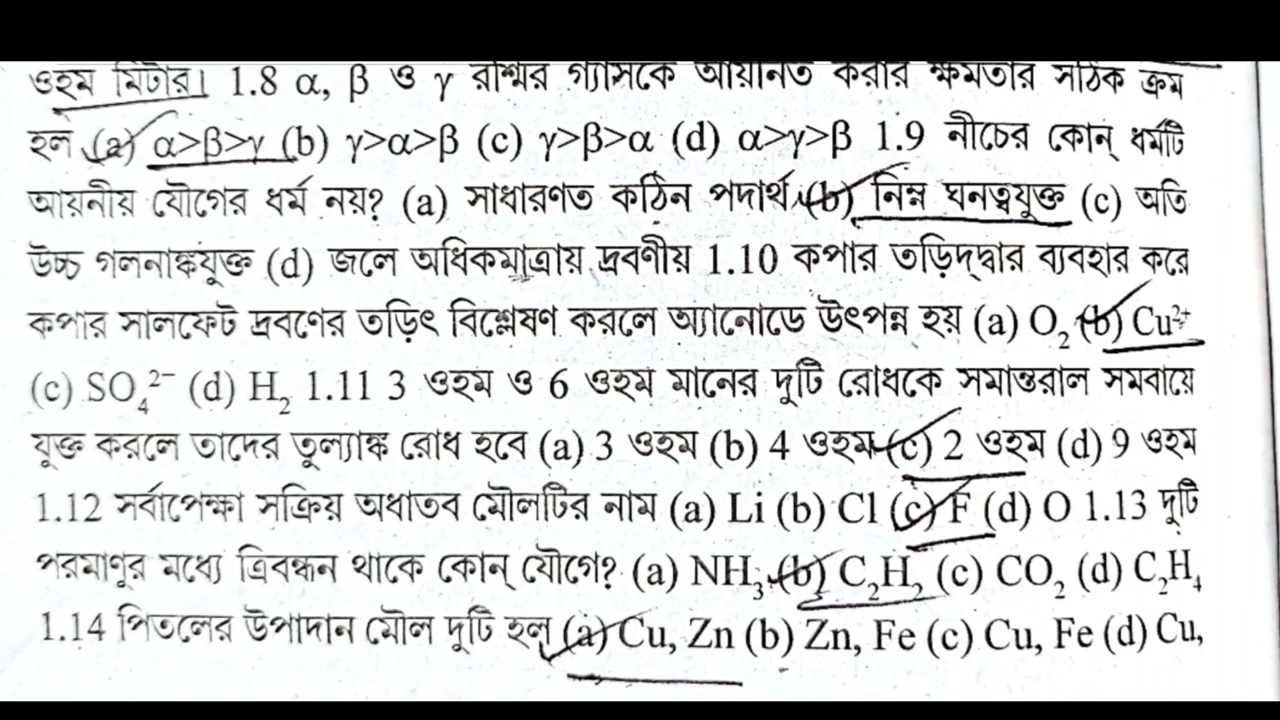 ওহম মিটার। 1.8 α, β ও γ রশ্মির গ্যাসকে আয়নিত করার ক্ষমতার সঠিক ক্রম
হল (a) α>β>γ (b) γ>α>β (c) γ>β>α (d) α>γ>β 1.9 নীচের কোন্ ধর্মটি
আয়নীয় যৌগের ধর্ম নয়? (a) সাধারণত কঠিন পদার্থ (b) নিম্ন ঘনত্বযুক্ত (c) অতি
উচ্চ গলনাঙ্কযুক্ত (d) জলে অধিকমাত্রায় দ্রবণীয় 1.10 কপার তড়িদ্দ্বার ব্যবহার করে
কপার সালফেট দ্রবণের তড়িৎ বিশ্লেষণ করলে অ্যানোডে উৎপন্ন হয় (a) O₂ (b) Cu²⁺
(c) SO₄²⁻ (d) H₂ 1.11 3 ওহম ও 6 ওহম মানের দুটি রোধকে সমান্তরাল সমবায়ে
যুক্ত করলে তাদের তুল্যাঙ্ক রোধ হবে (a) 3 ওহম (b) 4 ওহম (c) 2 ওহম (d) 9 ওহম
1.12 সর্বাপেক্ষা সক্রিয় অধাতব মৌলটির নাম (a) Li (b) Cl (c) F (d) O 1.13 দুটি
পরমাণুর মধ্যে ত্রিবন্ধন থাকে কোন্ যৌগে? (a) NH₃ (b) C₂H₂ (c) CO₂ (d) C₂H₄
1.14 পিতলের উপাদান মৌল দুটি হল (a) Cu, Zn (b) Zn, Fe (c) Cu, Fe (d) Cu,